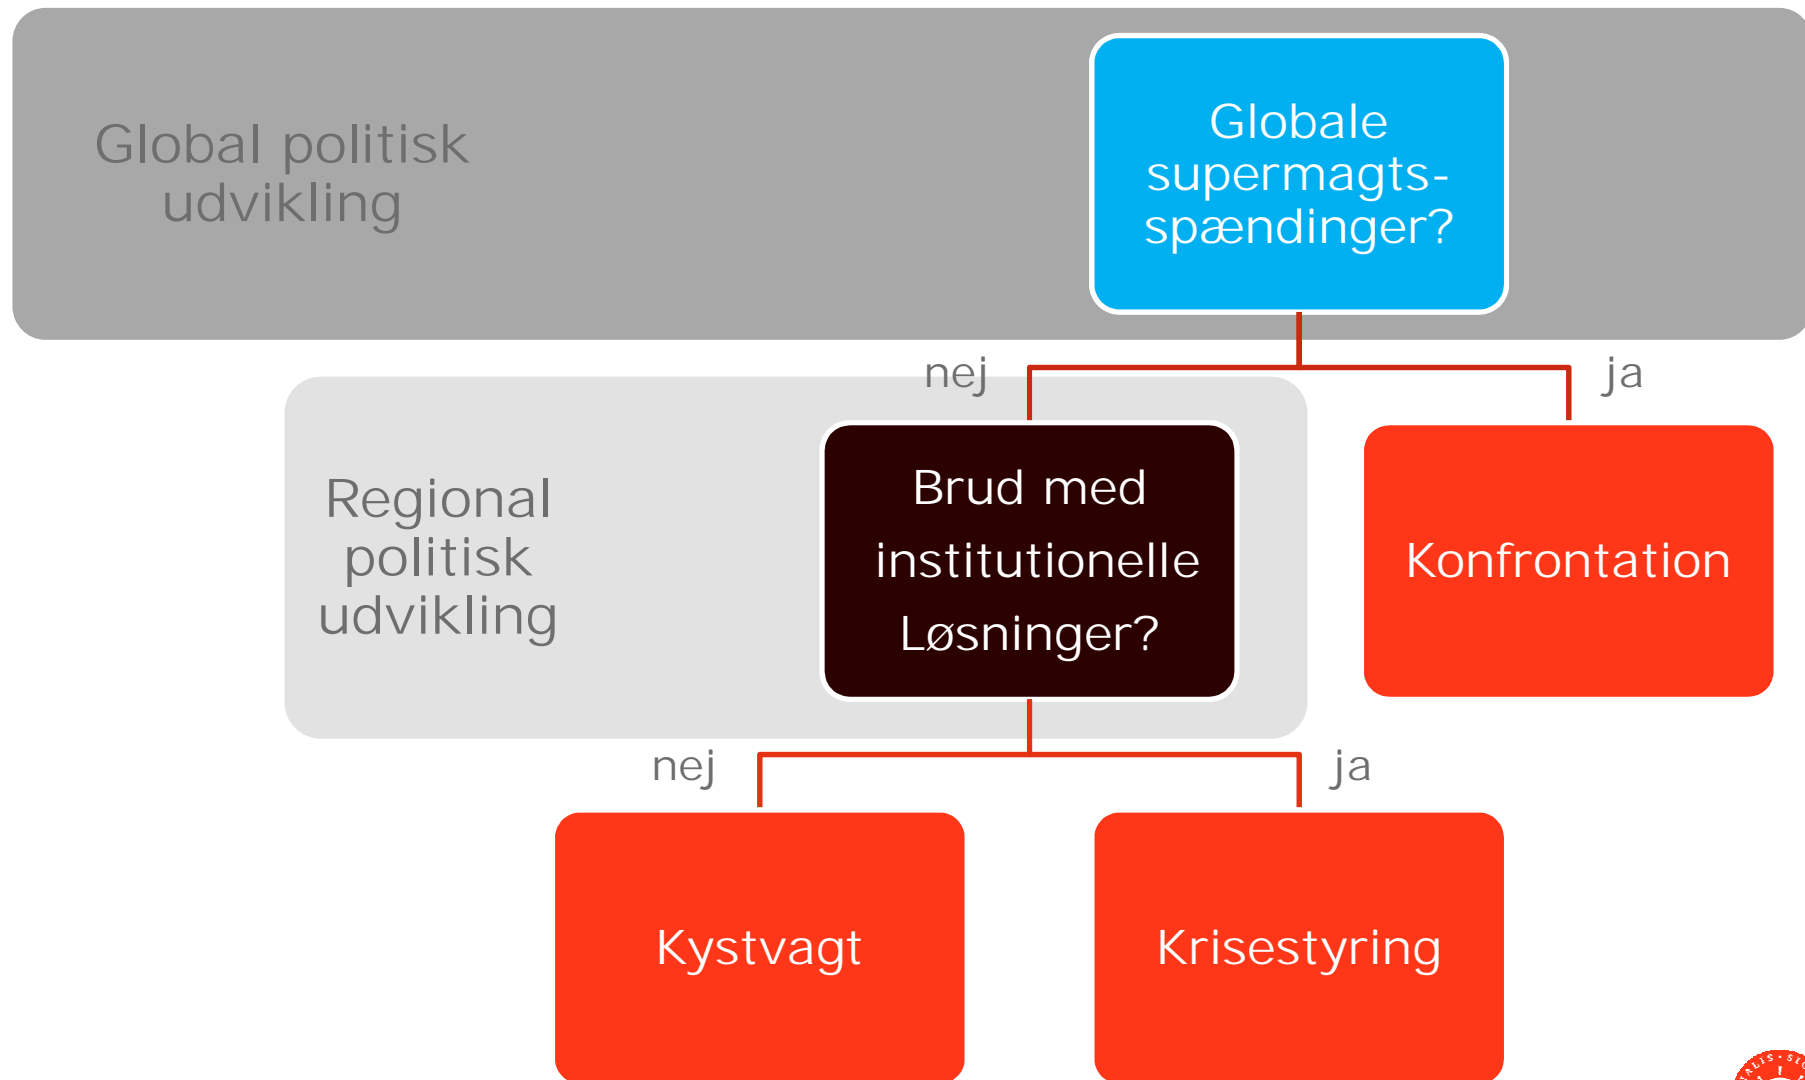 Global politisk
udvikling
Globale
supermagts-
spændinger?
nej
ja
Regional
politisk
udvikling
Brud med
institutionelle
Løsninger?
Konfrontation
nej
ja
Kystvagt
Krisestyring